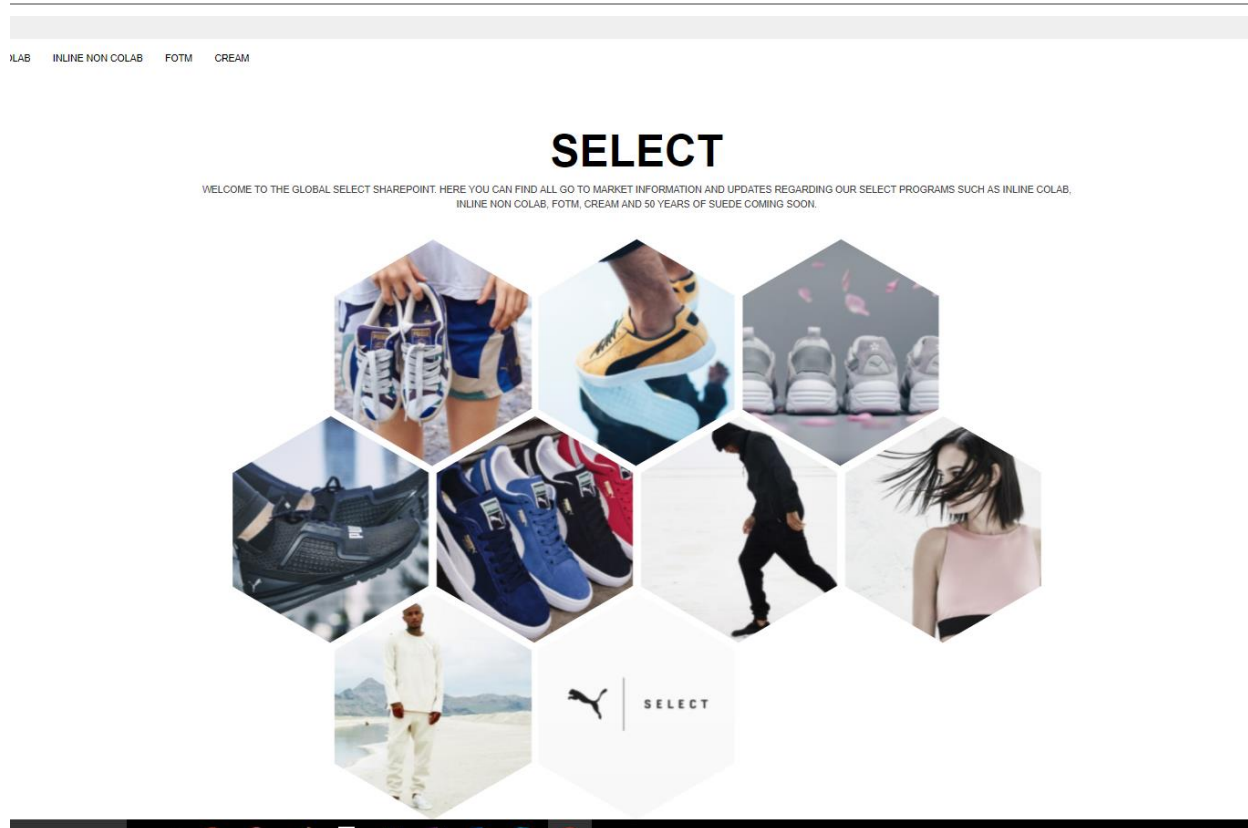 INLINE NON COLAB FOTM CREAM
SELECT
WELCOME TO THE GLOBAL SELECT SHAREPOINT. HERE YOU CAN FIND ALL GO TO MARKET INFORMATION AND UPDATES REGARDING OUR SELECT PROGRAMS SUCH AS INLINE COLAB,
INLINE NON COLAB, FOTM, CREAM AND 50 YEARS OF SUEDE COMING SOON.
SELECT